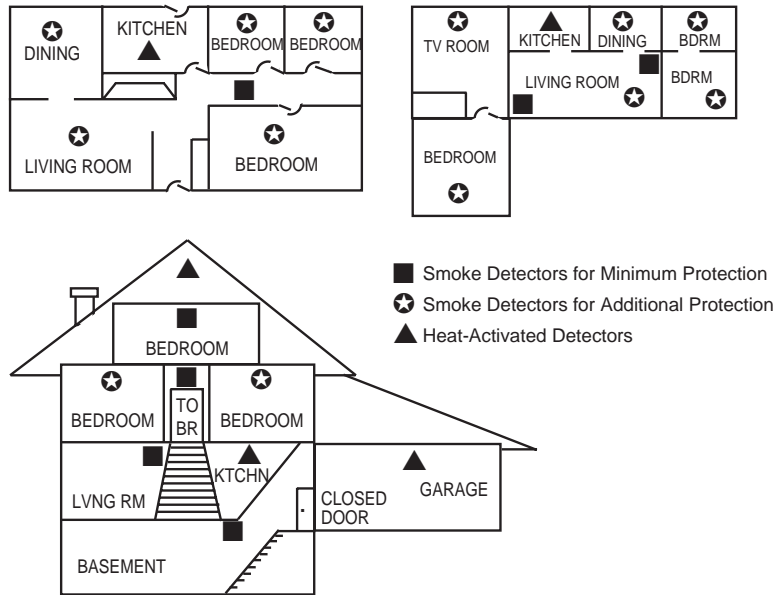 DINING
KITCHEN
BEDROOM
BEDROOM
LIVING ROOM
BEDROOM
TV ROOM
KITCHEN
DINING
BDRM
LIVING ROOM
BDRM
BEDROOM
Smoke Detectors for Minimum Protection
Smoke Detectors for Additional Protection
Heat-Activated Detectors
BEDROOM
BEDROOM
TO
BR
BEDROOM
LVNG RM
KTCHN
CLOSED
DOOR
GARAGE
BASEMENT